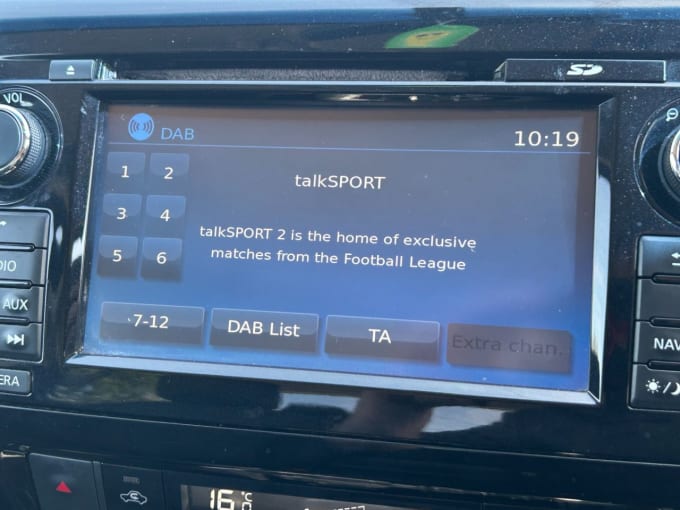 VOL
SD
DAB
10:19
1 2
talkSPORT
3 4
talkSPORT 2 is the home of exclusive
matches from the Football League
5 6
7-12
DAB List
TA
Extra chan.
AUX
NAV
16 °C